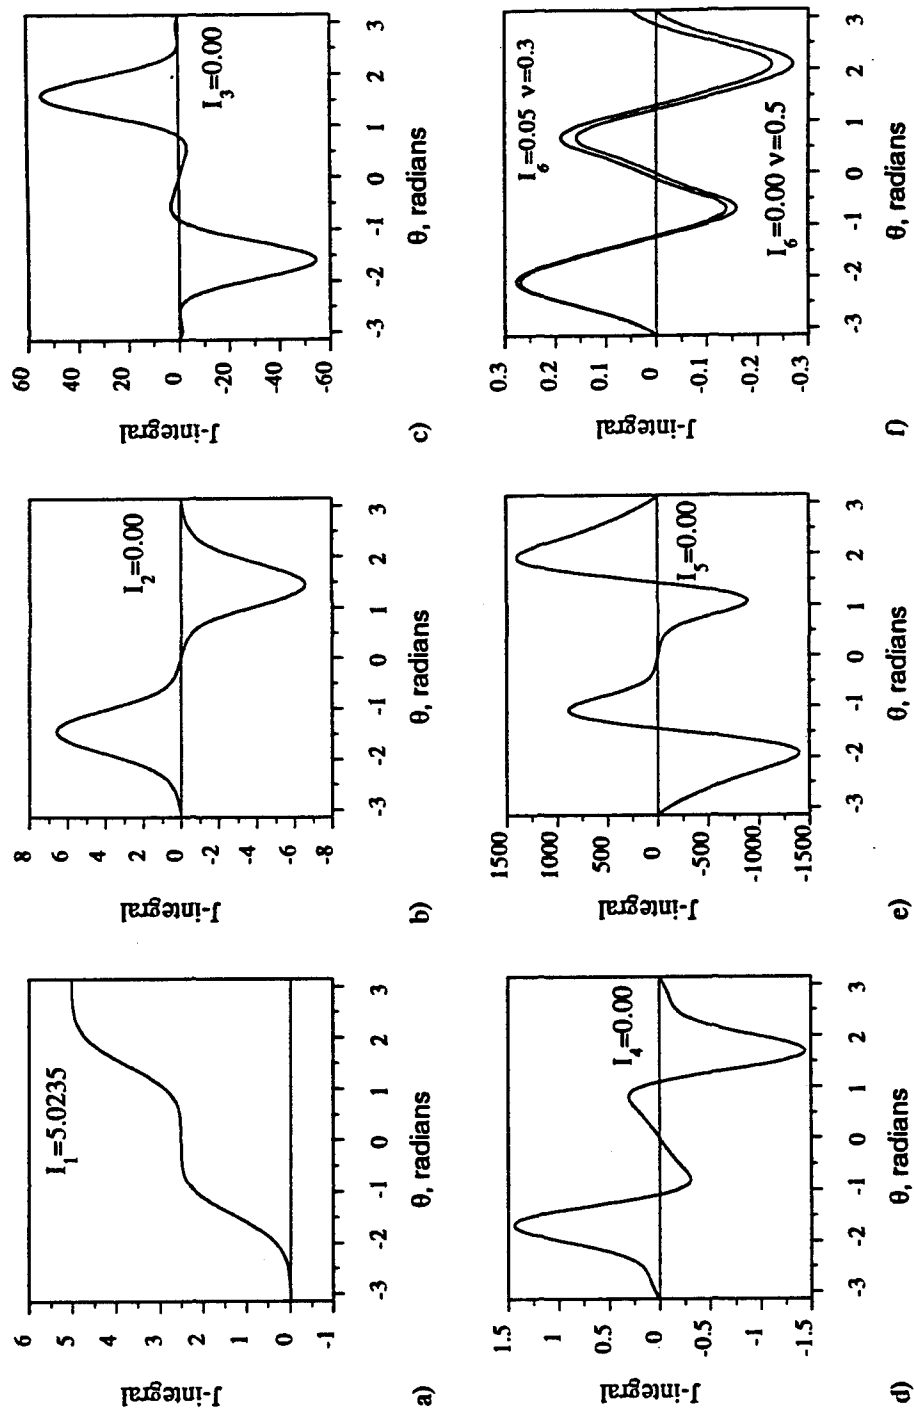 6
5
4
3
2
1
0
-1
J-integral
I1=5.0235
-3 -2 -1 0 1 2 3
θ, radians
a)
8
6
4
2
0
-2
-4
-6
-8
J-integral
I2=0.00
-3 -2 -1 0 1 2 3
θ, radians
b)
60
40
20
0
-20
-40
-60
J-integral
I3=0.00
-3 -2 -1 0 1 2 3
θ, radians
c)
1.5
1
0.5
0
-0.5
-1
-1.5
J-integral
I4=0.00
-3 -2 -1 0 1 2 3
θ, radians
d)
1500
1000
500
0
-500
-1000
-1500
J-integral
I5=0.00
-3 -2 -1 0 1 2 3
θ, radians
e)
0.3
0.2
0.1
0
-0.1
-0.2
-0.3
J-integral
I6=0.05 ν=0.3
I6=0.00 ν=0.5
-3 -2 -1 0 1 2 3
θ, radians
f)